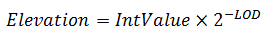 Elevation = IntValue × 2^{-LOD}